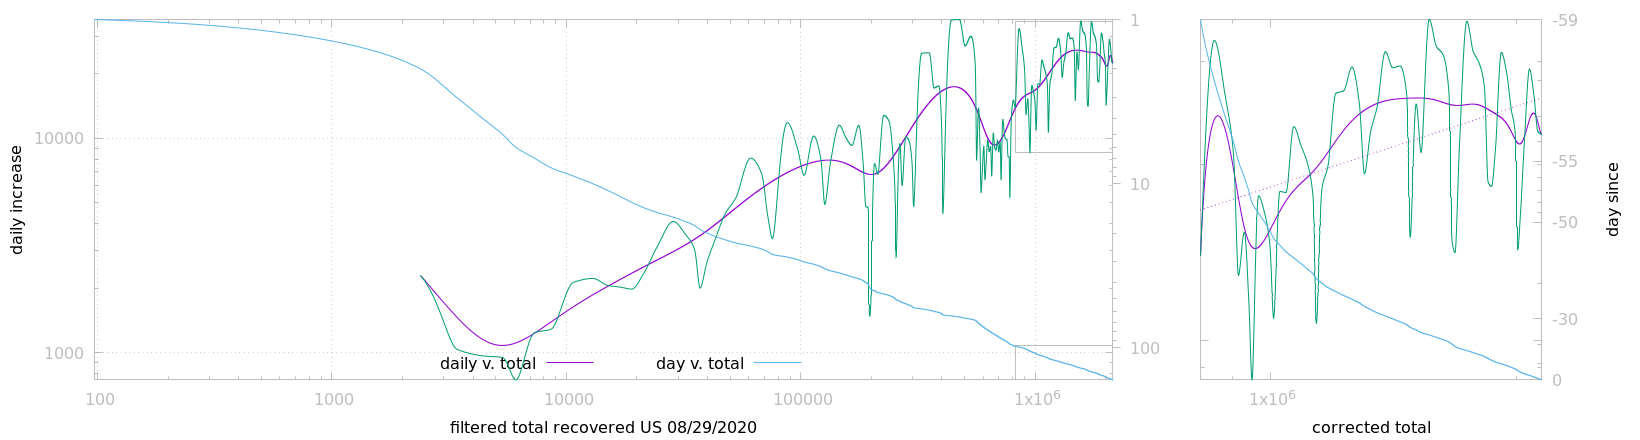 daily increase
10000
1000
100
1000
10000
100000
1x10^6
daily v. total
day v. total
1
10
100
filtered total recovered US 08/29/2020
-59
-55
-50
-30
0
day since
1x10^6
corrected total